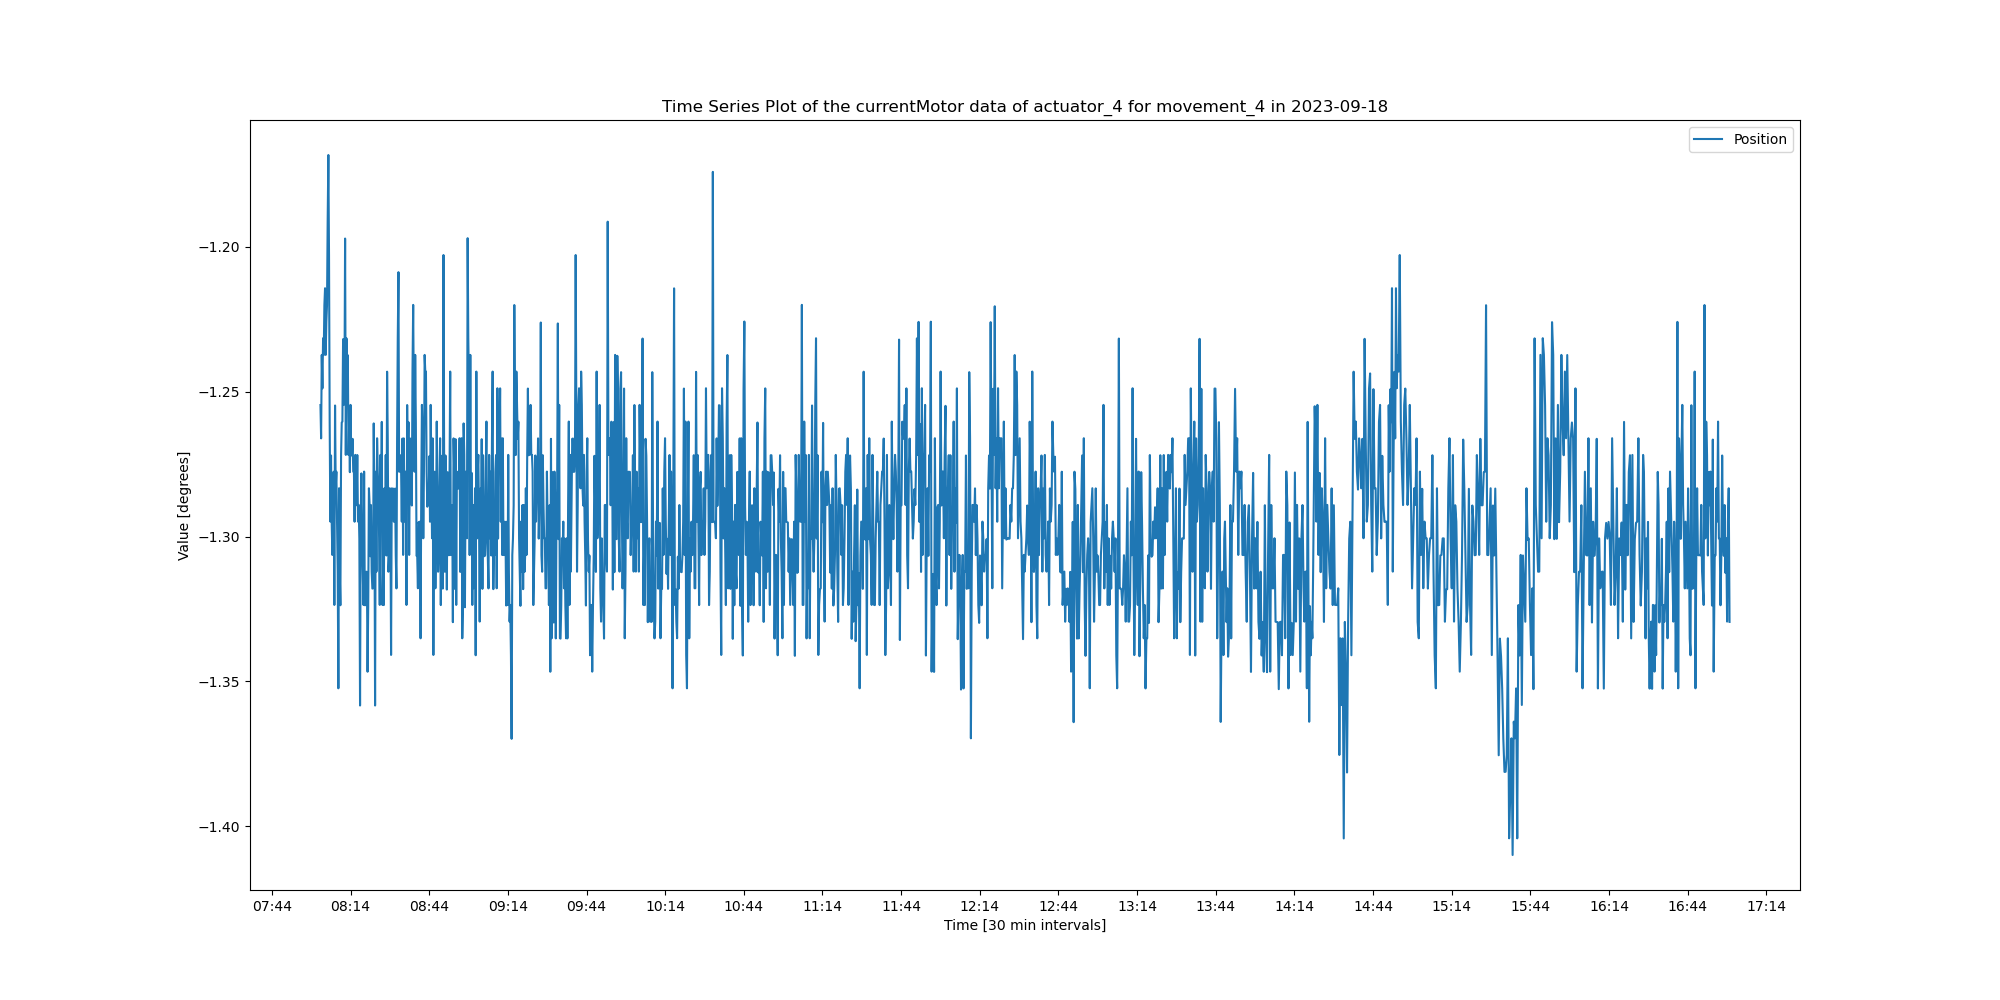 Time Series Plot of the currentMotor data of actuator_4 for movement_4 in 2023-09-18
Position
Value [degrees]
−1.20
−1.25
−1.30
−1.35
−1.40
07:44 08:14 08:44 09:14 09:44 10:14 10:44 11:14 11:44 12:14 12:44 13:14 13:44 14:14 14:44 15:14 15:44 16:14 16:44 17:14
Time [30 min intervals]